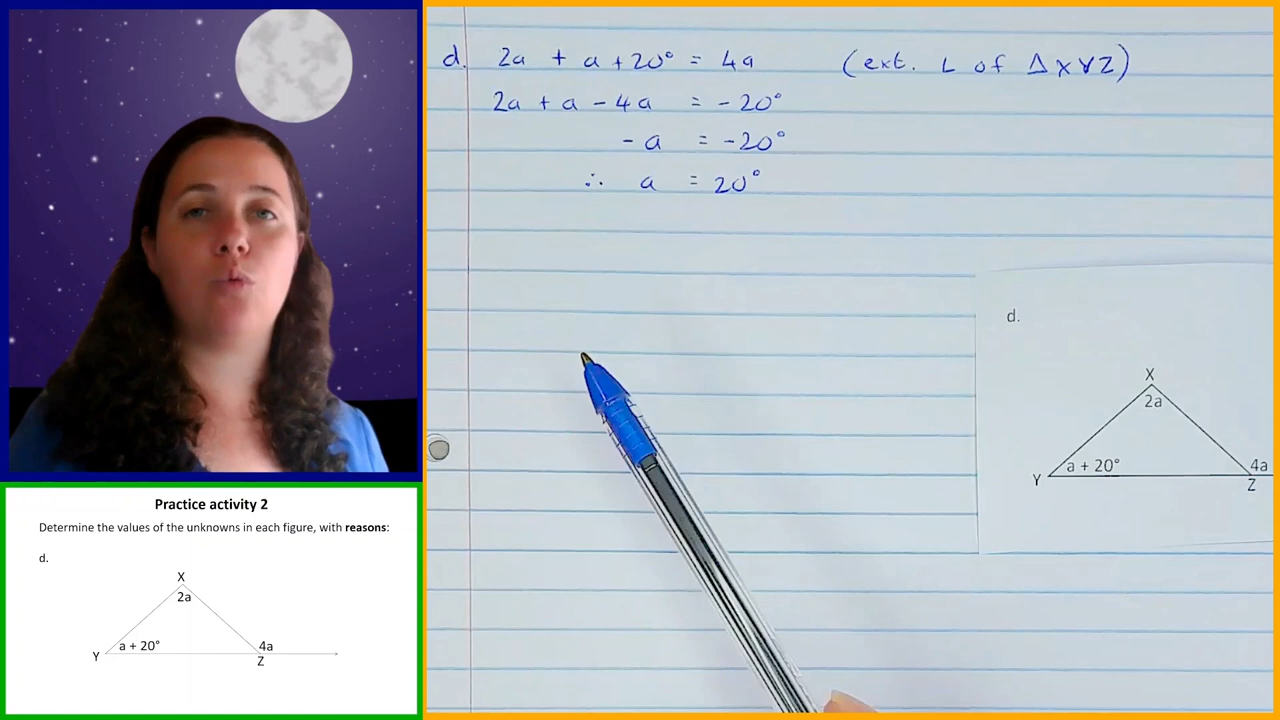 d. 2a + a + 20° = 4a (ext. ∠ of ΔXYZ)
2a + a - 4a = -20°
-a = -20°
∴ a = 20°
d.
X
2a
a + 20°
4a
Y
Z
Practice activity 2
Determine the values of the unknowns in each figure, with reasons:
d.
X
2a
a + 20°
4a
Y
Z